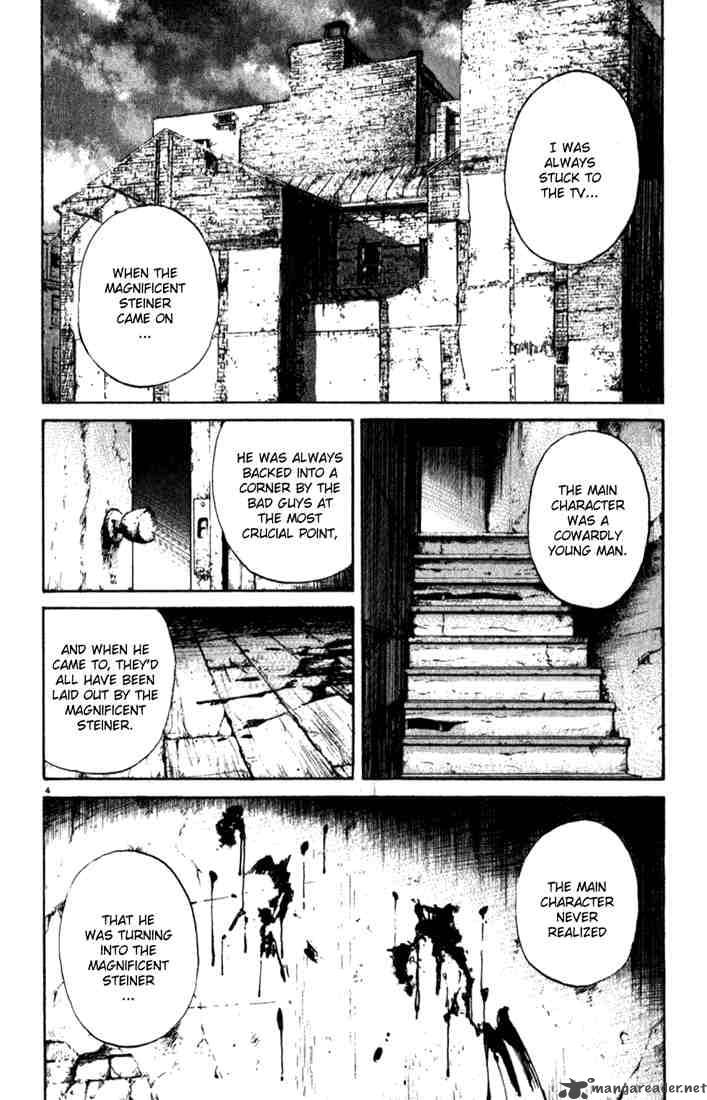 I WAS
ALWAYS
STUCK TO
THE TV...
WHEN THE
MAGNIFICENT
STEINER
CAME ON
...
THE MAIN
CHARACTER
WAS A
COWARDLY
YOUNG MAN.
HE WAS ALWAYS
BACKED INTO A
CORNER BY THE
BAD GUYS AT
THE MOST
CRUCIAL POINT,
AND WHEN HE
CAME TO, THEY'D
ALL HAVE BEEN
LAID OUT BY THE
MAGNIFICENT
STEINER.
4
THE MAIN
CHARACTER
NEVER
REALIZED
THAT HE
WAS TURNING
INTO THE
MAGNIFICENT
STEINER
...
mangareader.net